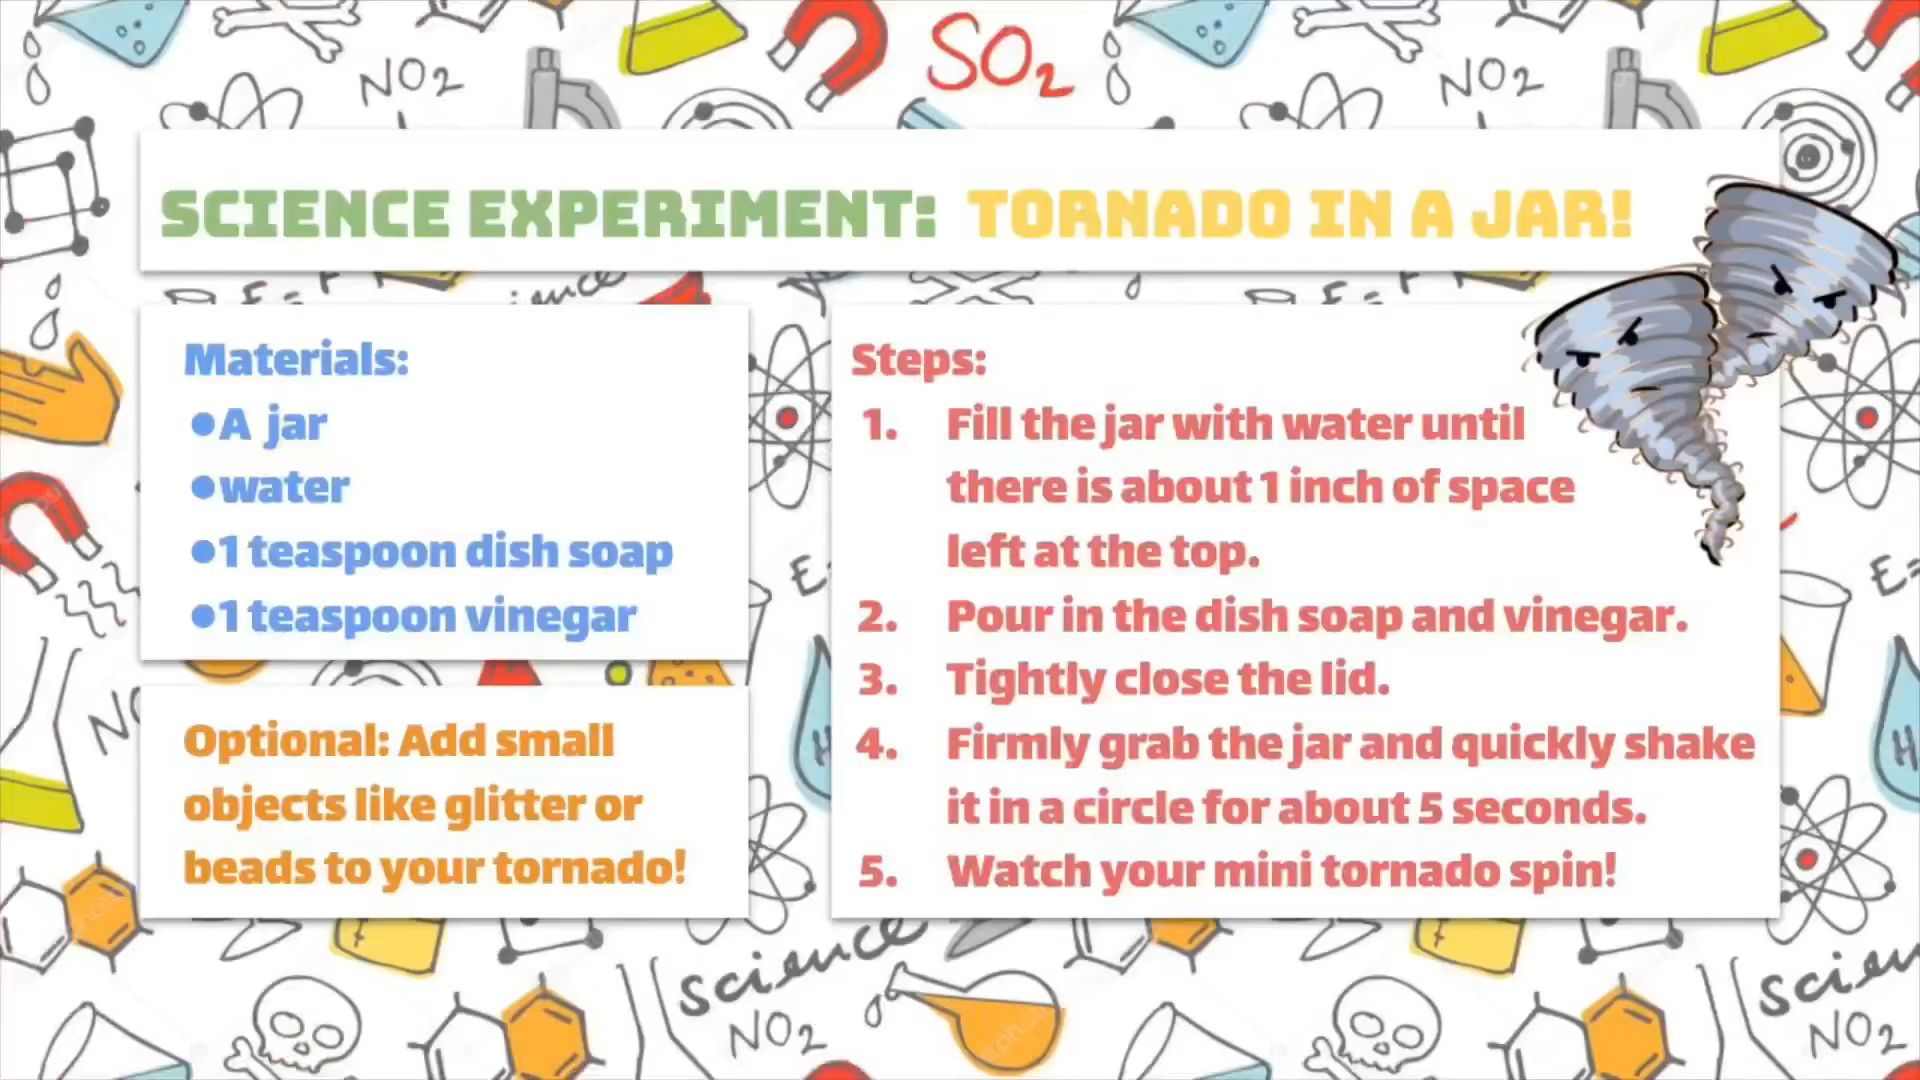 SO2
NO2
NO2
SCIENCE EXPERIMENT: TORNADO IN A JAR!
Materials:
●A jar
●water
●1 teaspoon dish soap
●1 teaspoon vinegar
Optional: Add small
objects like glitter or
beads to your tornado!
Steps:
1. Fill the jar with water until
there is about 1 inch of space
left at the top.
2. Pour in the dish soap and vinegar.
3. Tightly close the lid.
4. Firmly grab the jar and quickly shake
it in a circle for about 5 seconds.
5. Watch your mini tornado spin!
science
NO2
NO2